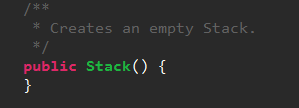 /**
* Creates an empty Stack.
*/
public Stack() {
}